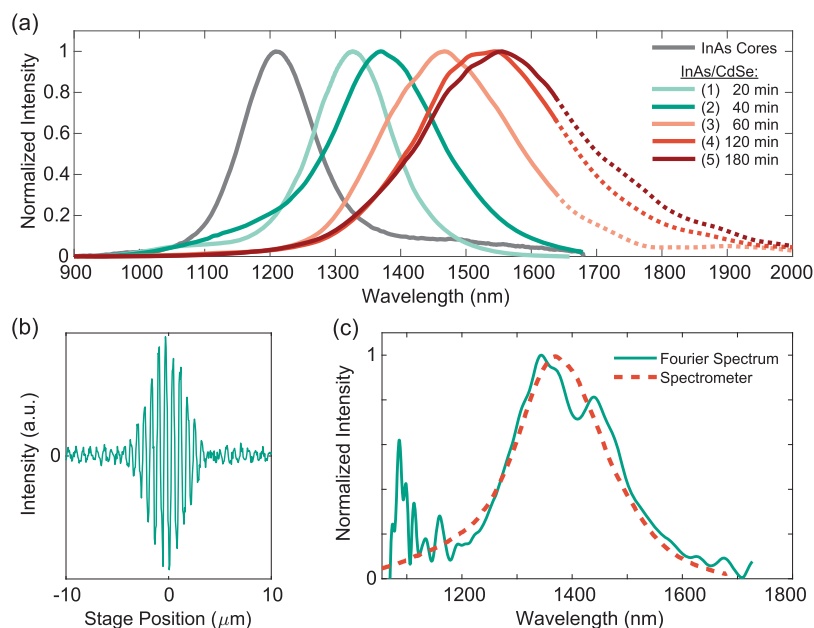 (a)
Normalized Intensity
1
0.8
0.6
0.4
0.2
0
InAs Cores
InAs/CdSe:
(1) 20 min
(2) 40 min
(3) 60 min
(4) 120 min
(5) 180 min
900 1000 1100 1200 1300 1400 1500 1600 1700 1800 1900 2000
Wavelength (nm)
(b)
Intensity (a.u.)
0
-10 0 10
Stage Position (μm)
(c)
Normalized Intensity
1
0
Fourier Spectrum
Spectrometer
1200 1400 1600 1800
Wavelength (nm)